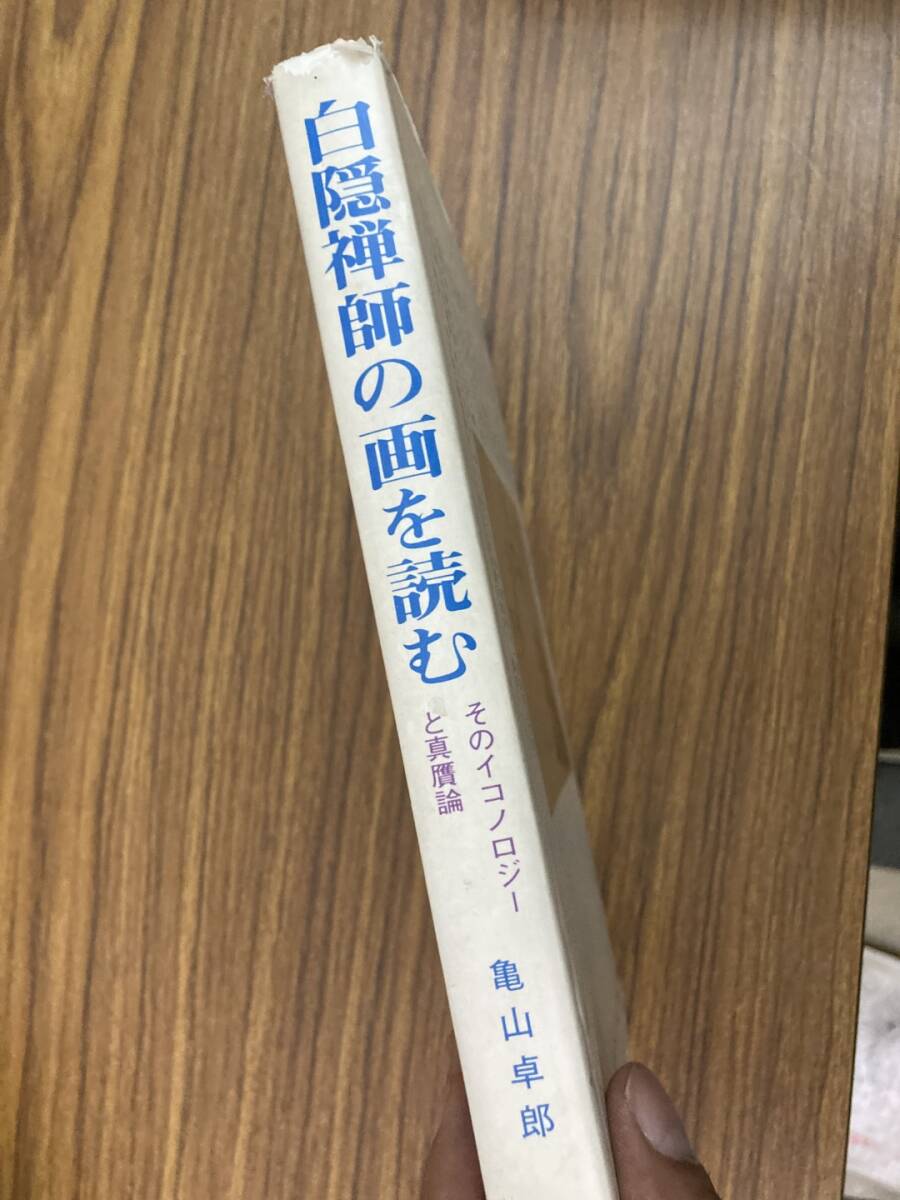 白隠禅師の画を読む
そのイコノロジー
と真贋論
亀山卓郎